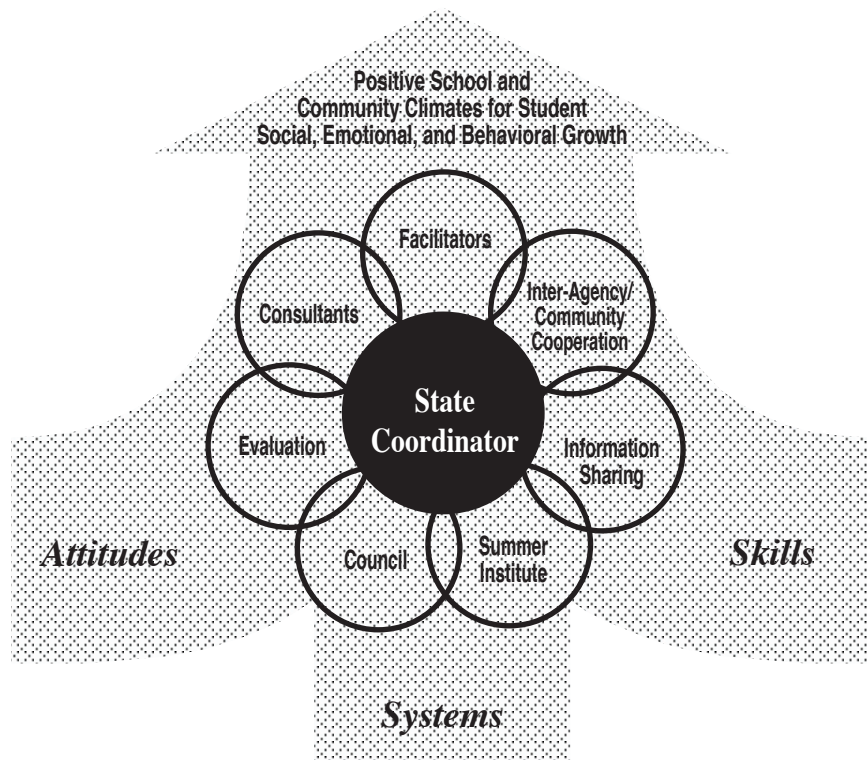 Positive School and
Community Climates for Student
Social, Emotional, and Behavioral Growth
Facilitators
Consultants
Inter-Agency/
Community
Cooperation
State
Coordinator
Evaluation
Information
Sharing
Attitudes
Council
Summer
Institute
Skills
Systems